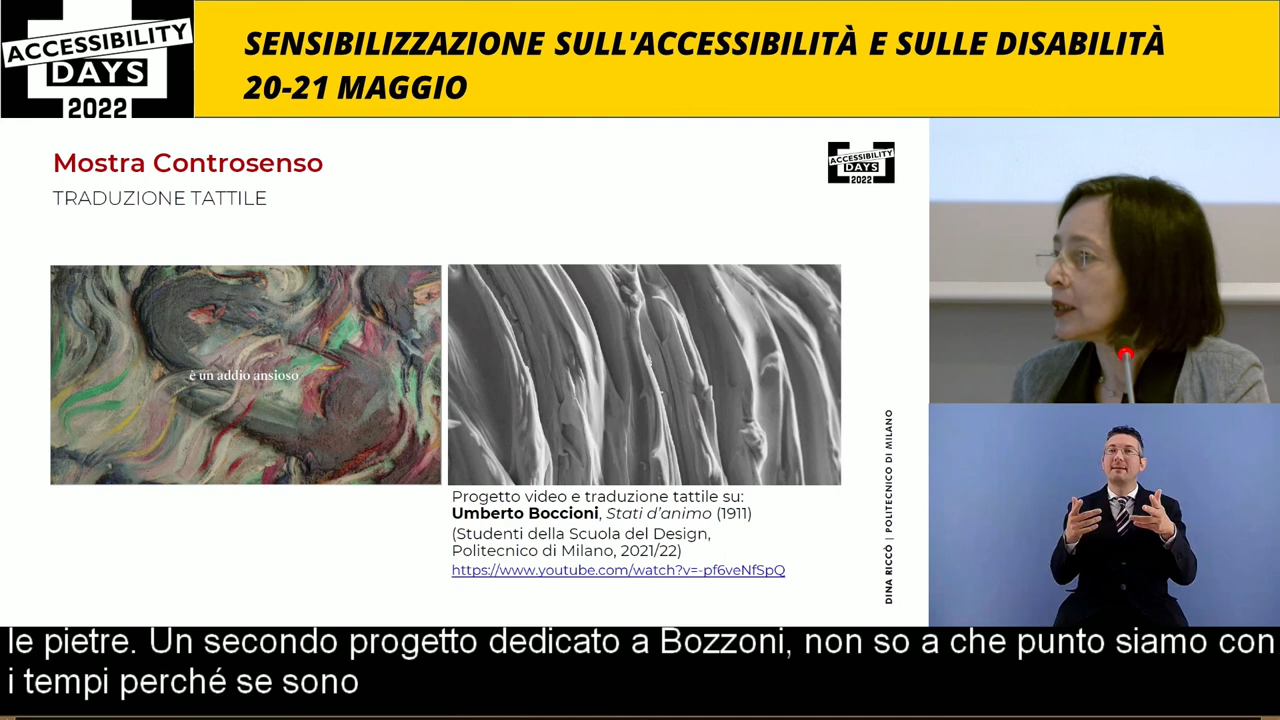 ACCESSIBILITY
DAYS
2022
SENSIBILIZZAZIONE SULL'ACCESSIBILITÀ E SULLE DISABILITÀ
20-21 MAGGIO
Mostra Controsenso
TRADUZIONE TATTILE
ACCESSIBILITY
DAYS
2022
è un addio ansioso
Progetto video e traduzione tattile su:
Umberto Boccioni, Stati d'animo (1911)
(Studenti della Scuola del Design,
Politecnico di Milano, 2021/22)
https://www.youtube.com/watch?v=-pf6veNfSpQ
DINA RICCÒ | POLITECNICO DI MILANO
le pietre. Un secondo progetto dedicato a Bozzoni, non so a che punto siamo con
i tempi perché se sono